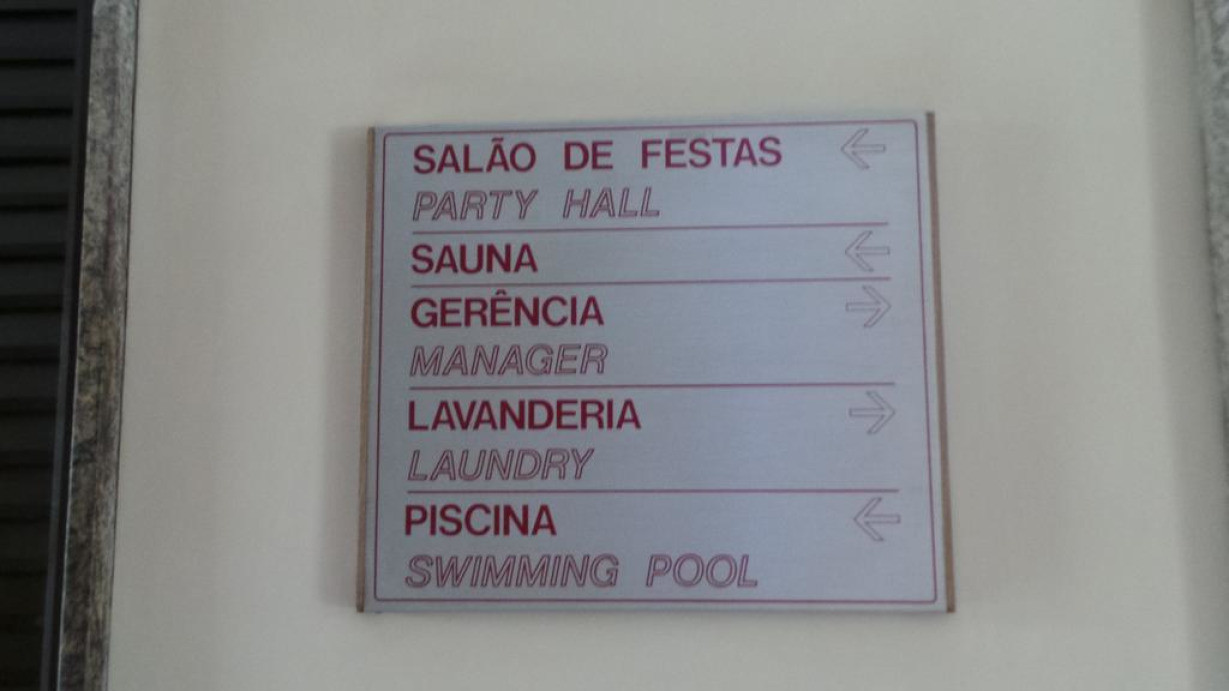 SALÃO DE FESTAS
PARTY HALL
SAUNA
GERÊNCIA
MANAGER
LAVANDERIA
LAUNDRY
PISCINA
SWIMMING POOL